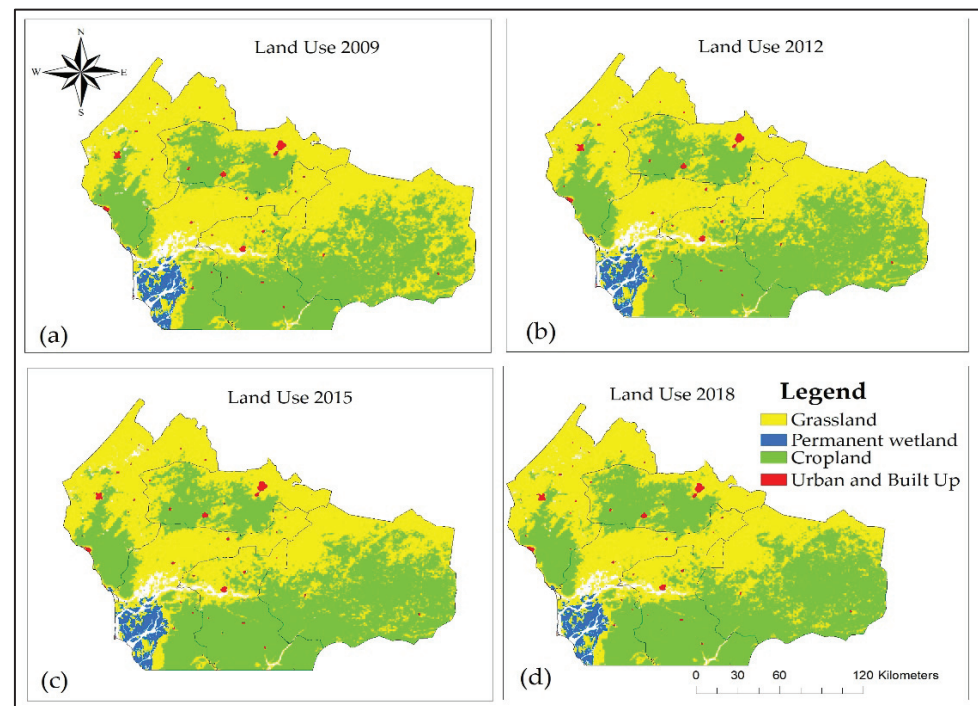 Land Use 2009
N
W
E
S
(a)
Land Use 2012
(b)
Land Use 2015
(c)
Land Use 2018
Legend
Grassland
Permanent wetland
Cropland
Urban and Built Up
(d)
0 30 60 120 Kilometers